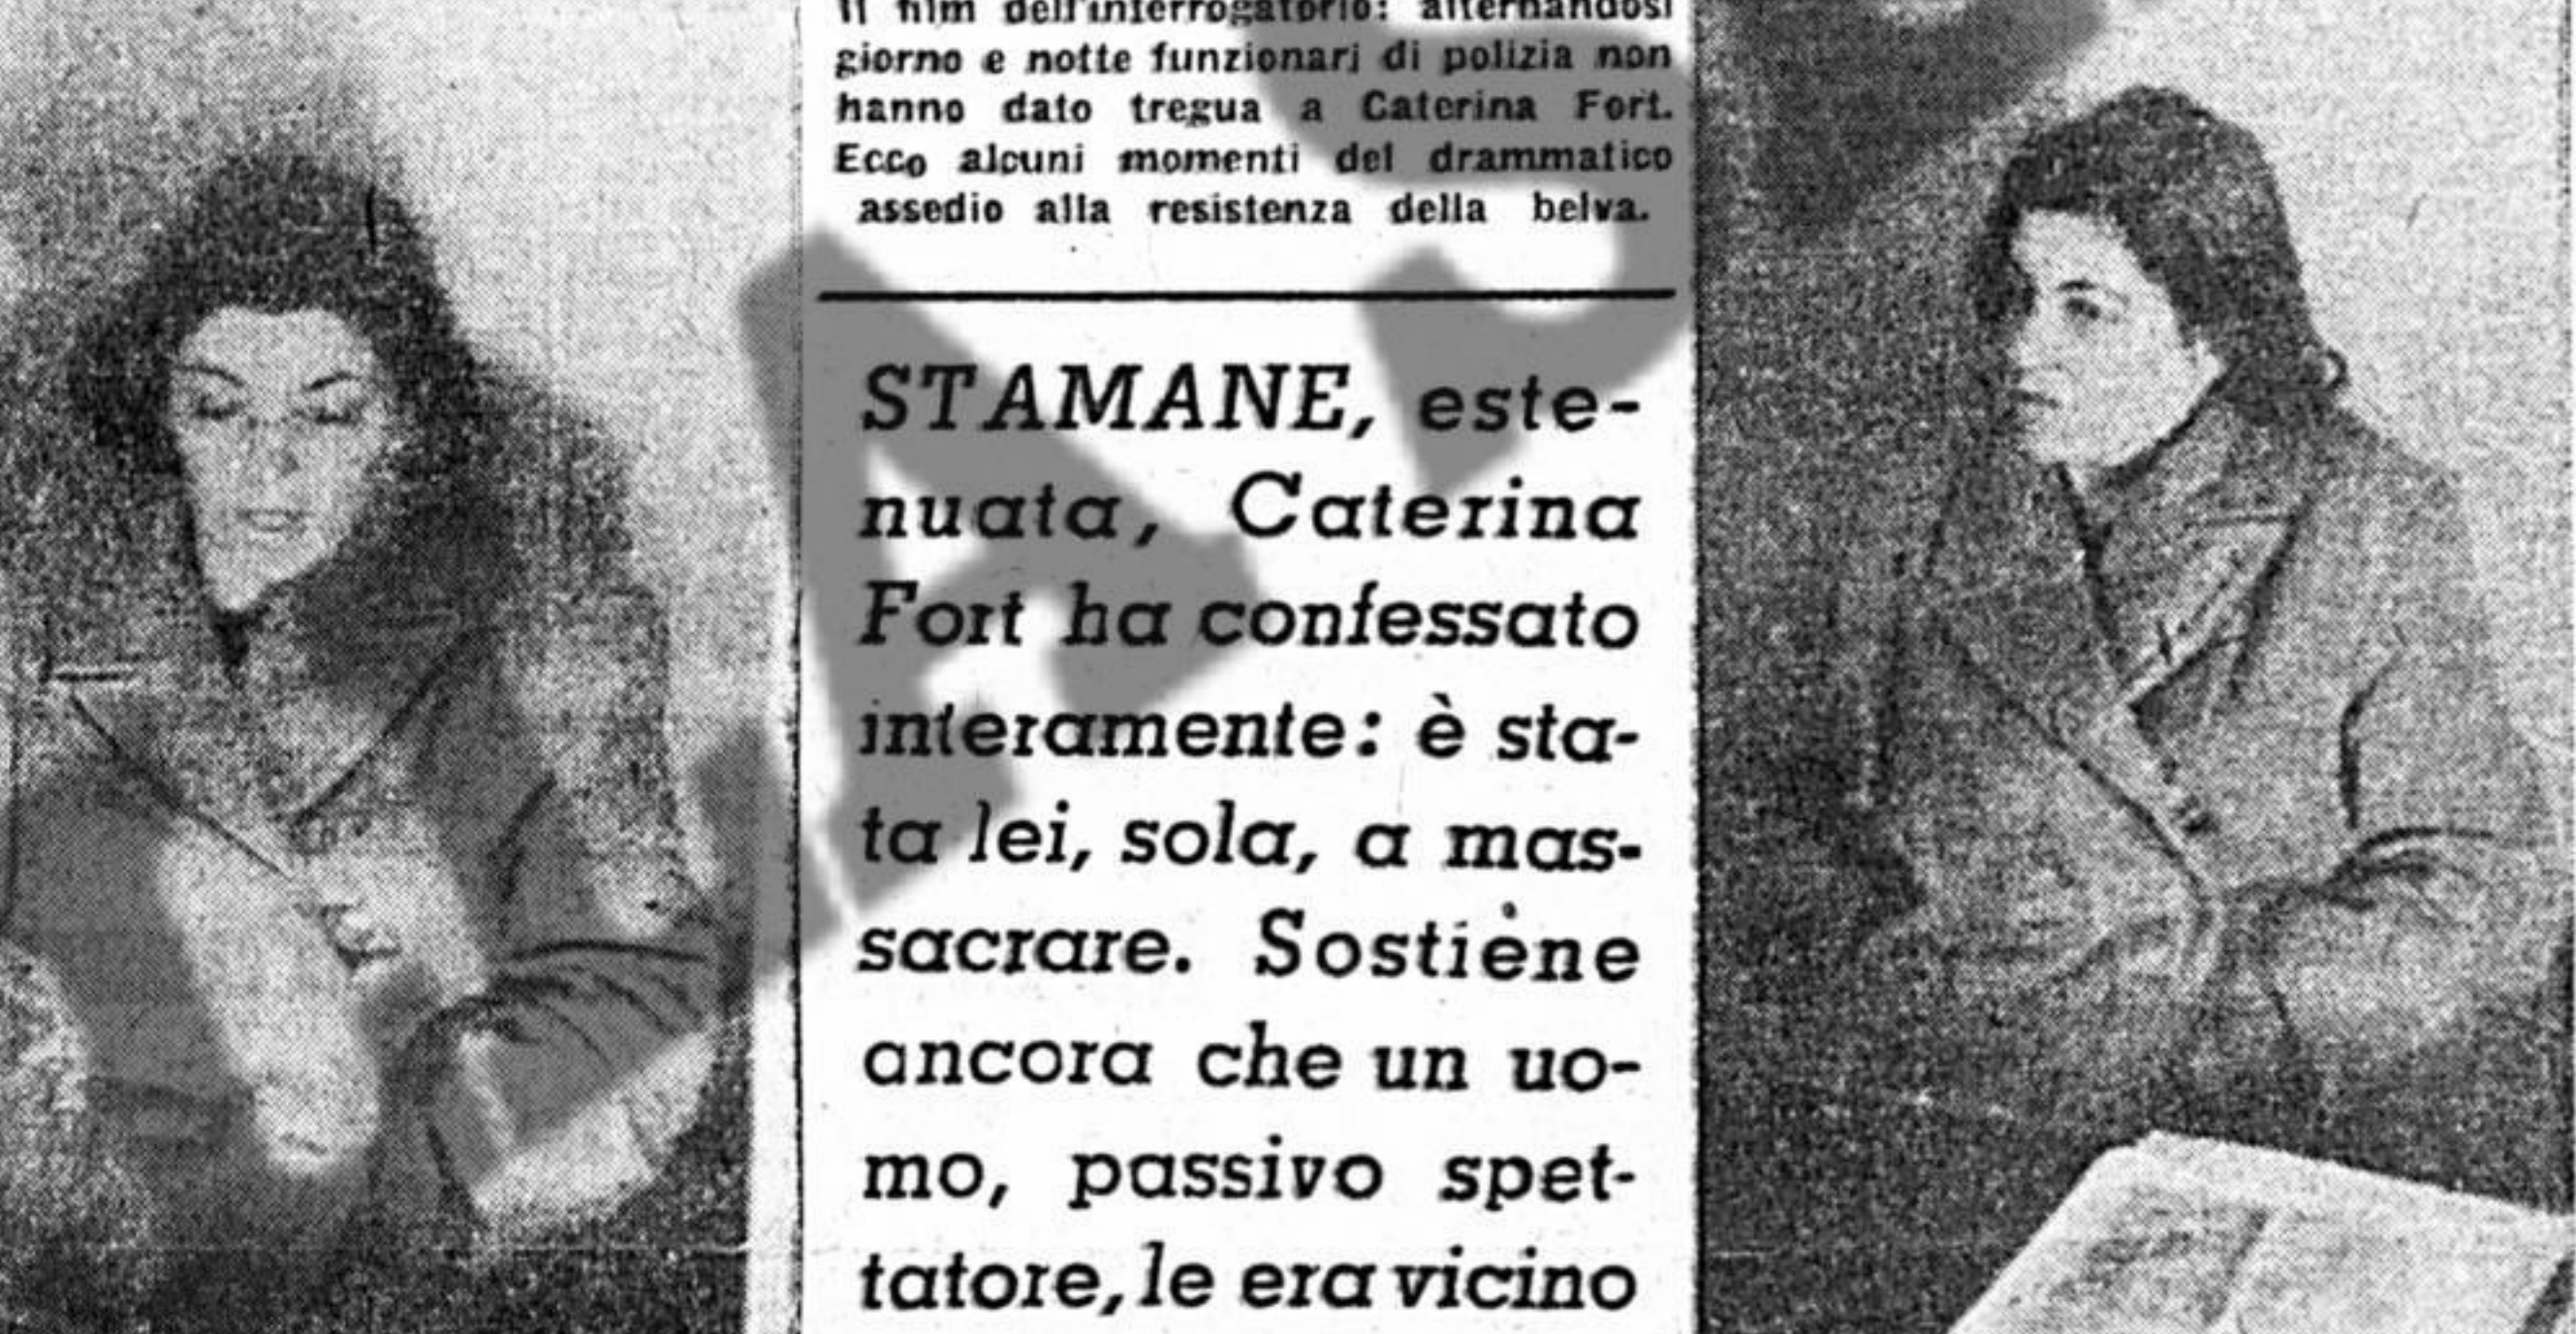 Il film dell'interrogatorio: alternandosi
giorno e notte funzionari di polizia non
hanno dato tregua a Caterina Fort.
Ecco alcuni momenti del drammatico
assedio alla resistenza della belva.
STAMANE, este-
nuata, Caterina
Fort ha confessato
interamente: è sta-
ta lei, sola, a mas-
sacrare. Sostiene
ancora che un uo-
mo, passivo spet-
tatore, le era vicino